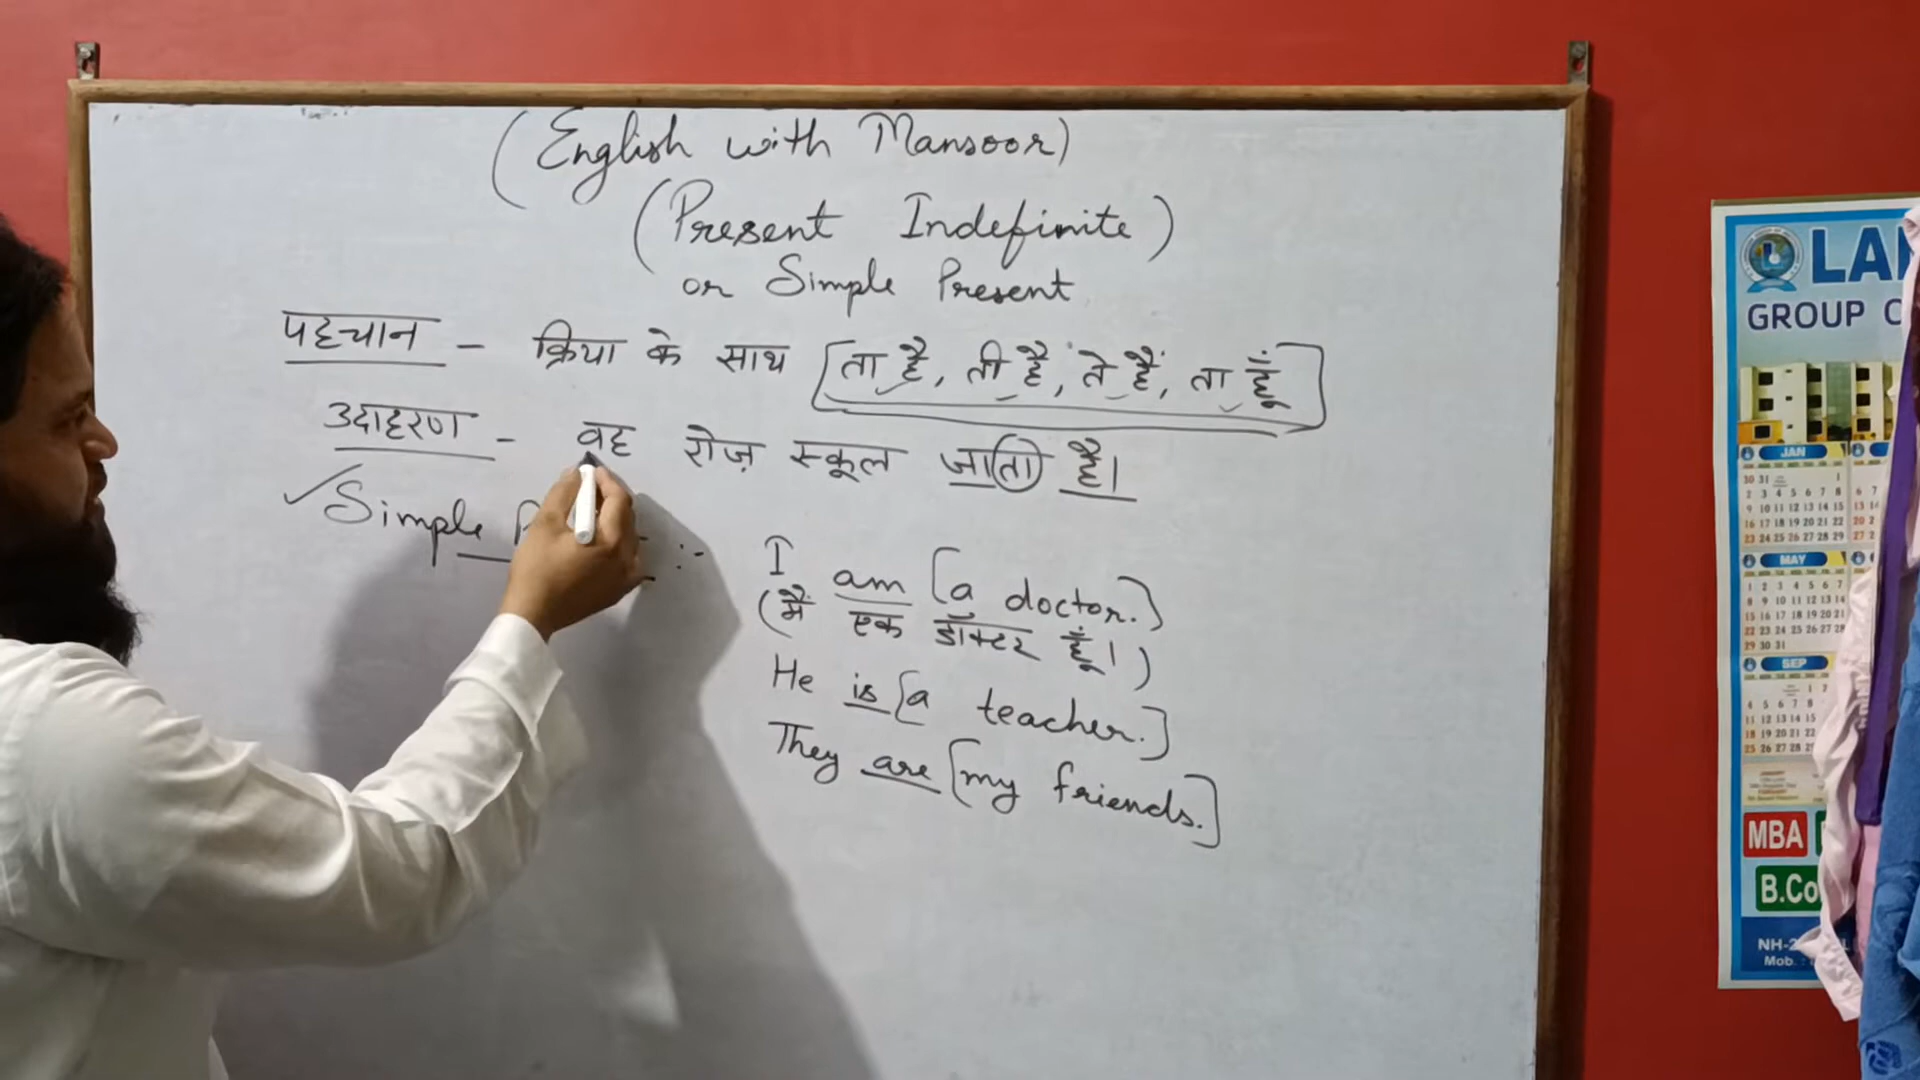 (English with Mansoor)
(Present Indefinite)
or Simple Present
पहचान - क्रिया के साथ [ता है, ती है, ते हैं, ता हूँ]
उदाहरण - वह रोज़ स्कूल जाता है।
✓Simple
I am [a doctor.]
(मैं एक डॉक्टर हूँ।)
He is [a teacher.]
They are [my friends.]
GROUP
JAN
MAY
SEP
MBA
Mob.